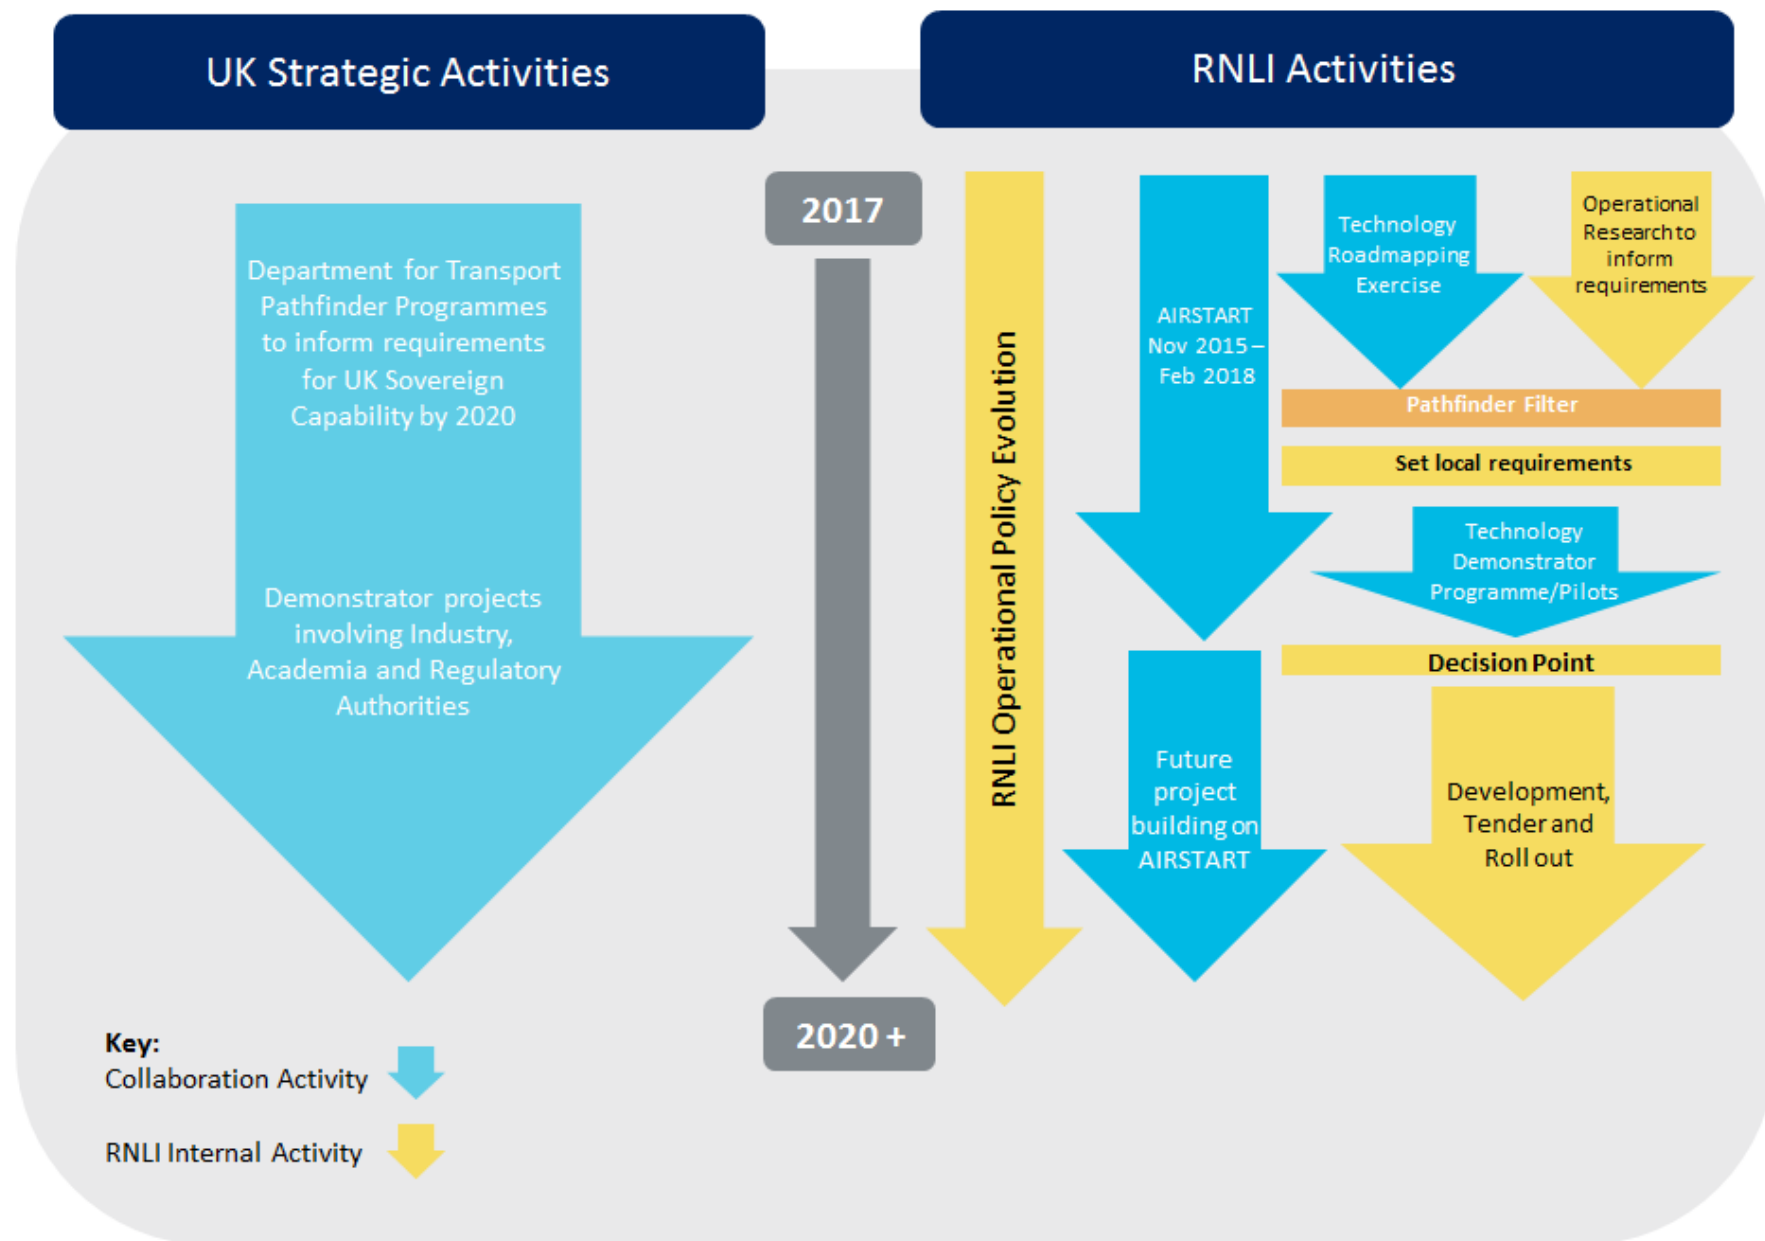 UK Strategic Activities
RNLI Activities
Department for Transport
Pathfinder Programmes
to inform requirements
for UK Sovereign
Capability by 2020
Demonstrator projects
involving Industry,
Academia and Regulatory
Authorities
2017
2020 +
RNLI Operational Policy Evolution
AIRSTART
Nov 2015 –
Feb 2018
Future
project
building on
AIRSTART
Technology
Roadmapping
Exercise
Operational
Research to
inform
requirements
Pathfinder Filter
Set local requirements
Technology
Demonstrator
Programme/Pilots
Decision Point
Development,
Tender and
Roll out
Key:
Collaboration Activity
RNLI Internal Activity